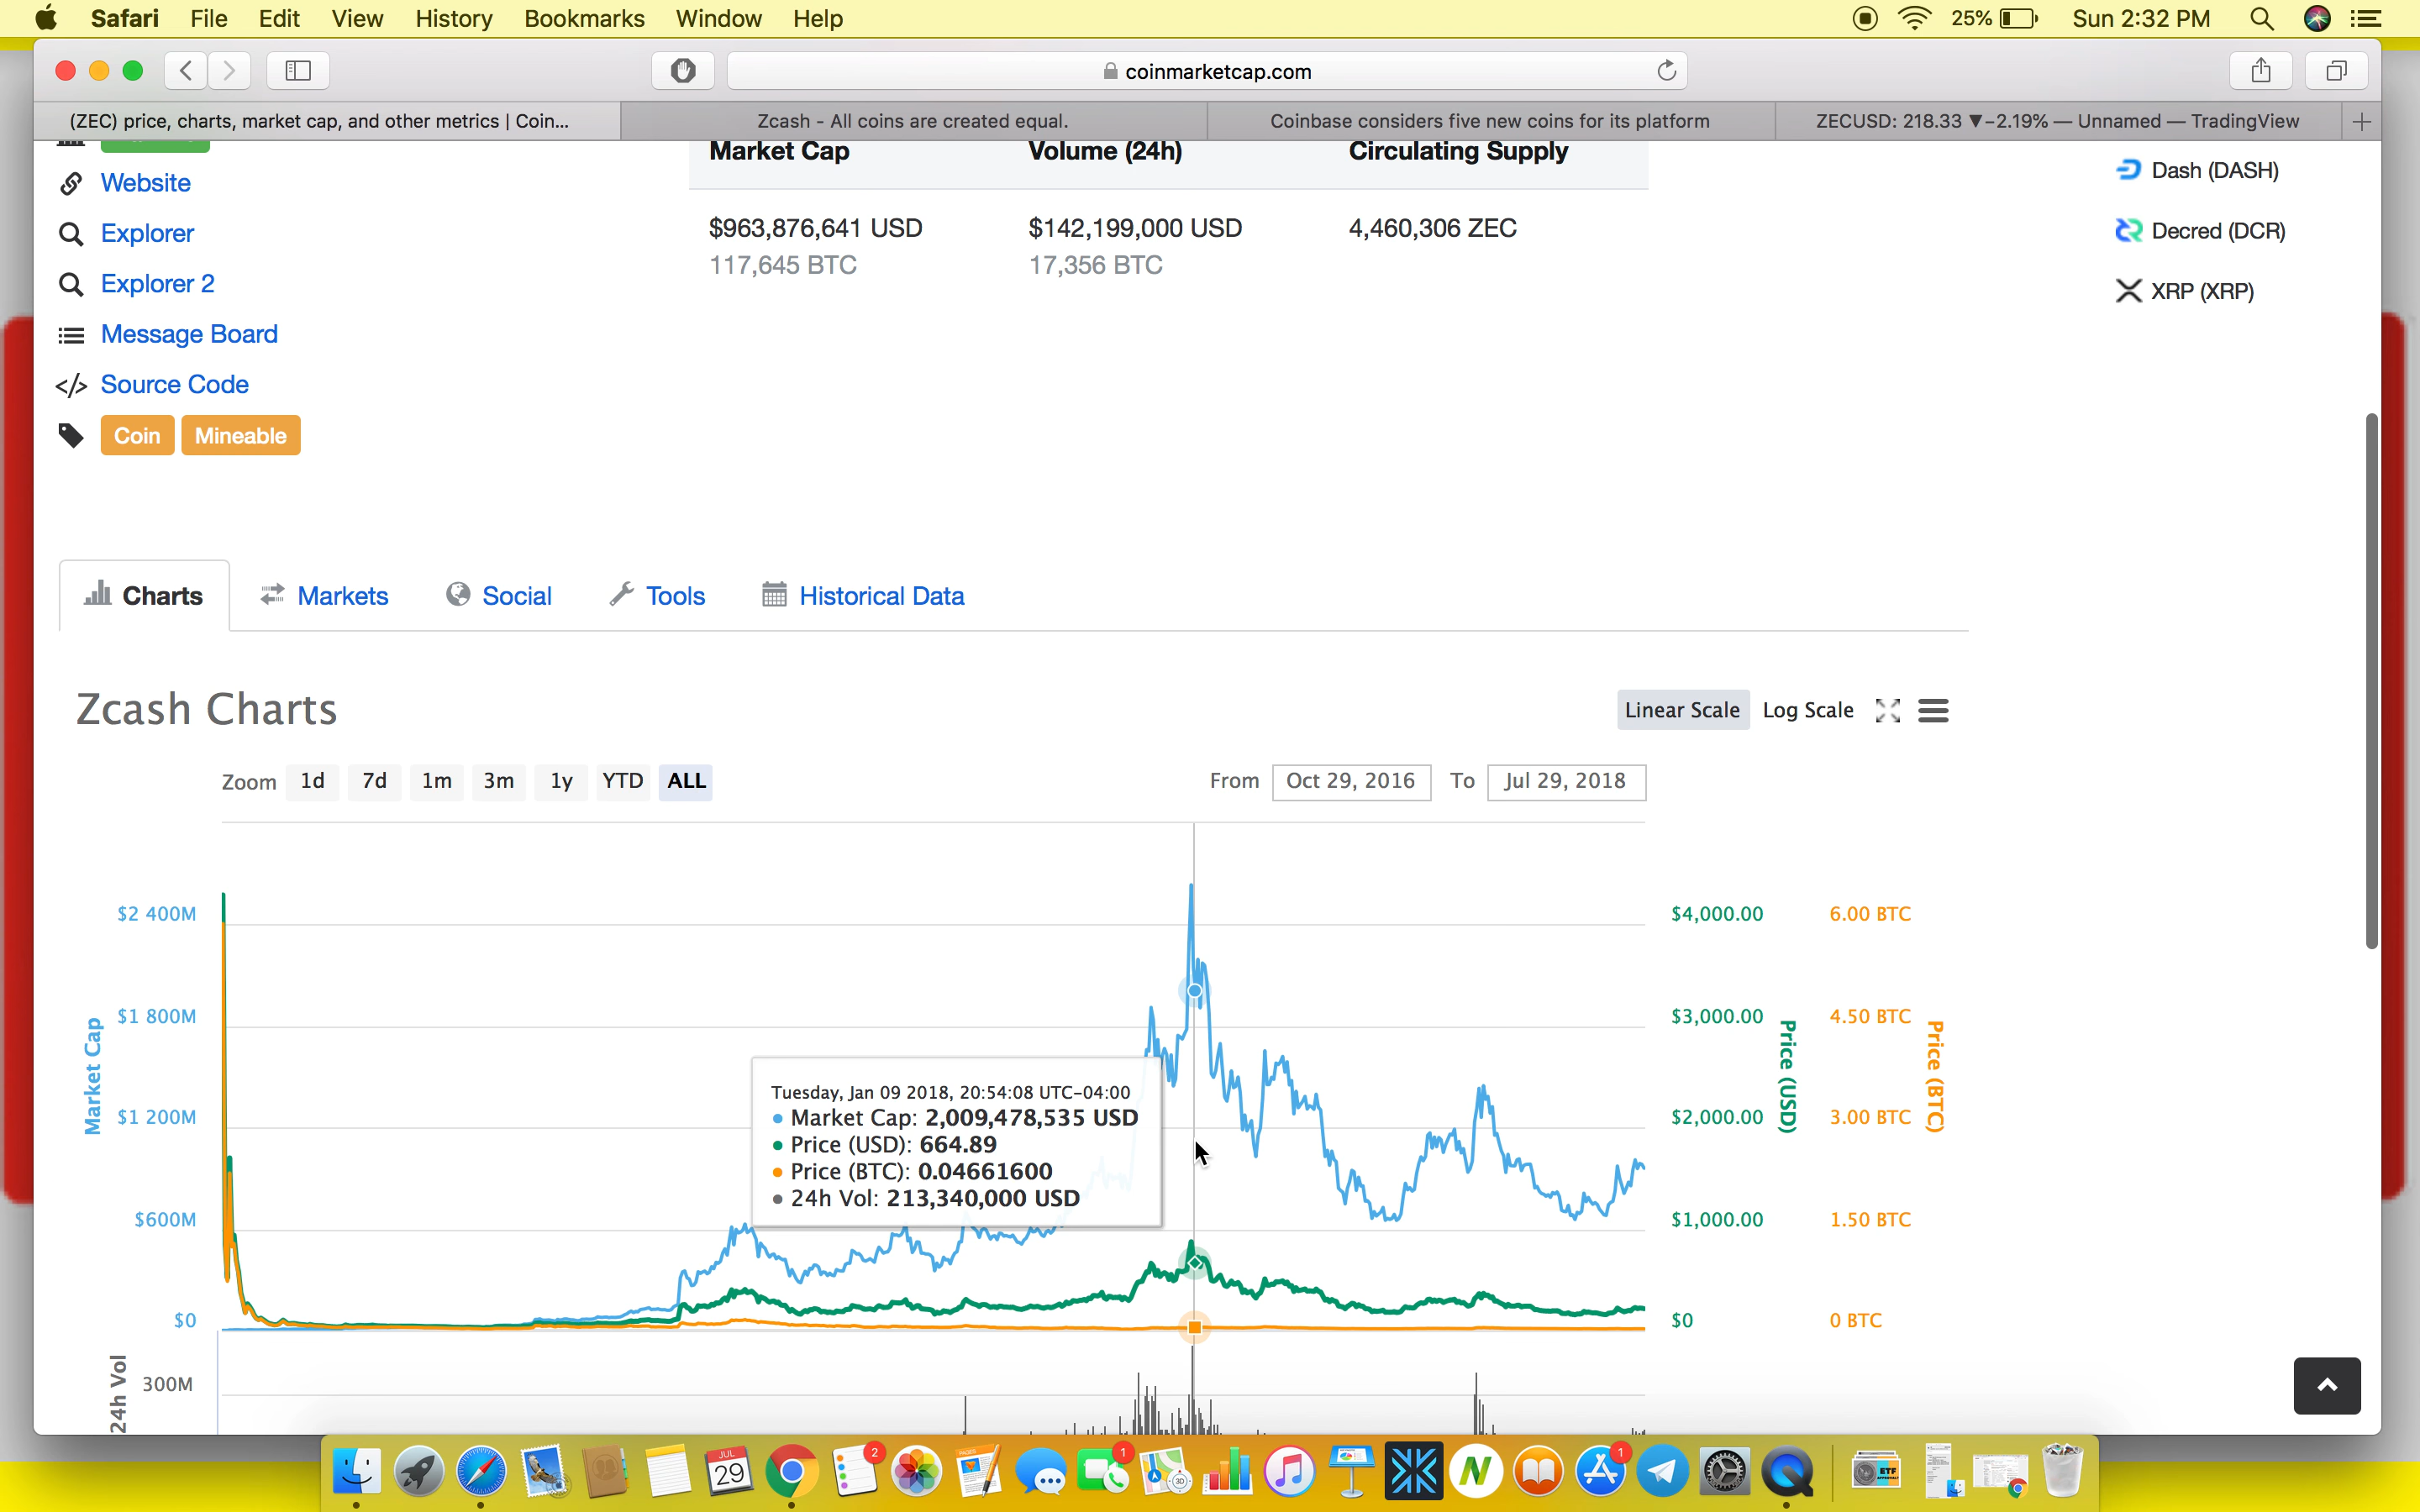 Safari File Edit View History Bookmarks Window Help 25% Sun 2:32 PM
coinmarketcap.com
(ZEC) price, charts, market cap, and other metrics | Coin... Zcash - All coins are created equal. Coinbase considers five new coins for its platform ZECUSD: 218.33 ▼−2.19% — Unnamed — TradingView
Market Cap Volume (24h) Circulating Supply
$963,876,641 USD $142,199,000 USD 4,460,306 ZEC
117,645 BTC 17,356 BTC
Website
Explorer
Explorer 2
Message Board
Source Code
Coin Mineable
Dash (DASH)
Decred (DCR)
XRP (XRP)
Charts Markets Social Tools Historical Data
Zcash Charts
Linear Scale Log Scale
Zoom 1d 7d 1m 3m 1y YTD ALL
From Oct 29, 2016 To Jul 29, 2018
$2 400M $4,000.00 6.00 BTC
$1 800M $3,000.00 4.50 BTC
$1 200M $2,000.00 3.00 BTC
$600M $1,000.00 1.50 BTC
$0 $0 0 BTC
Market Cap
Price (USD)
Price (BTC)
Tuesday, Jan 09 2018, 20:54:08 UTC-04:00
Market Cap: 2,009,478,535 USD
Price (USD): 664.89
Price (BTC): 0.04661600
24h Vol: 213,340,000 USD
24h Vol
300M
JUL
29
2
PAGES
1
3D
1
ETF